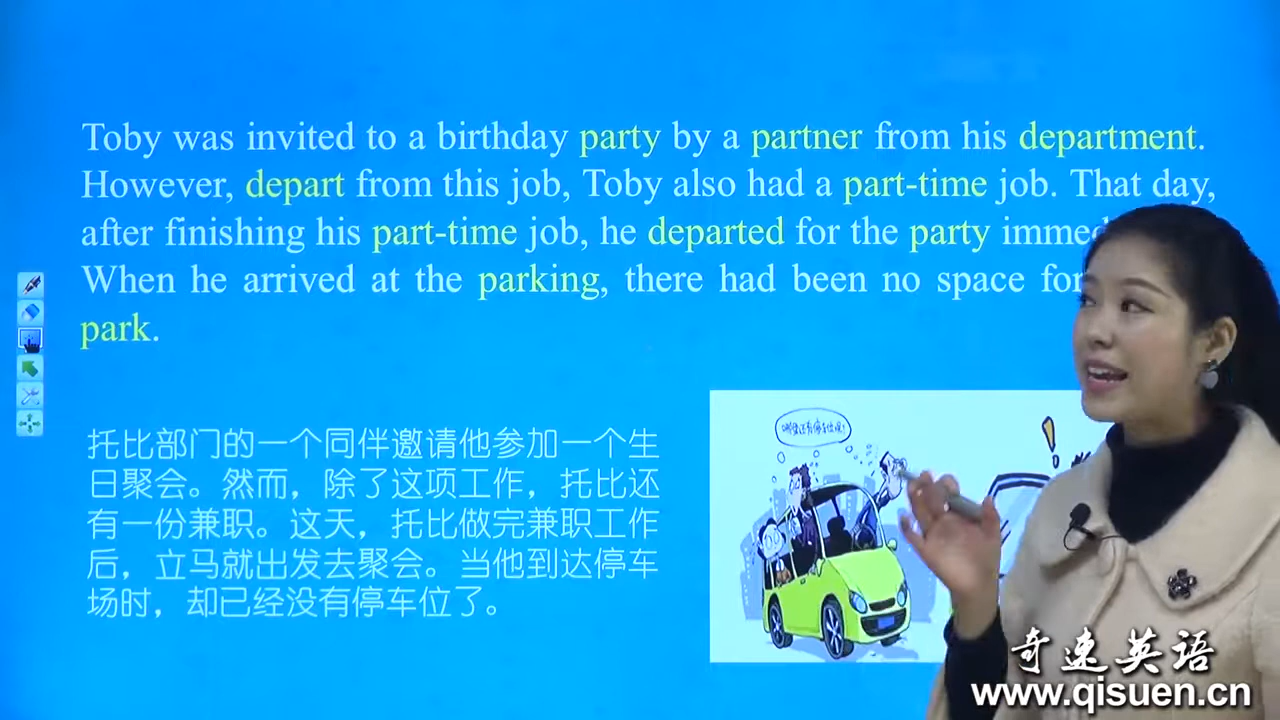 Toby was invited to a birthday party by a partner from his department.
However, depart from this job, Toby also had a part-time job. That day,
after finishing his part-time job, he departed for the party
When he arrived at the parking, there had been no space for
park.
托比部门的一个同伴邀请他参加一个生
日聚会。然而，除了这项工作，托比还
有一份兼职。这天，托比做完兼职工作
后，立马就出发去聚会。当他到达停车
场时，却已经没有停车位了。
奇速英语
www.qisuen.cn